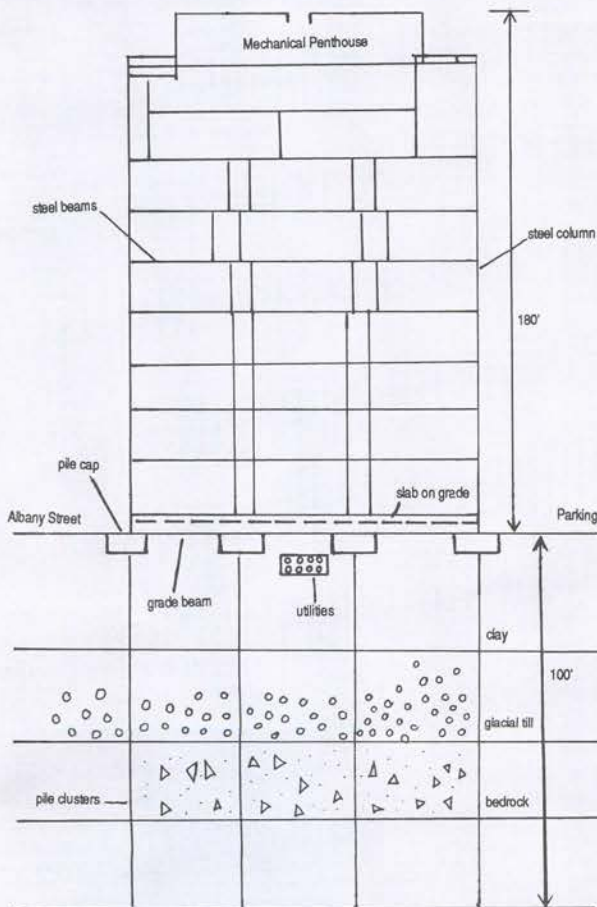 Mechanical Penthouse
steel beams
steel column
180'
pile cap
slab on grade
Albany Street
Parking
grade beam
utilities
clay
100'
glacial till
pile clusters
bedrock